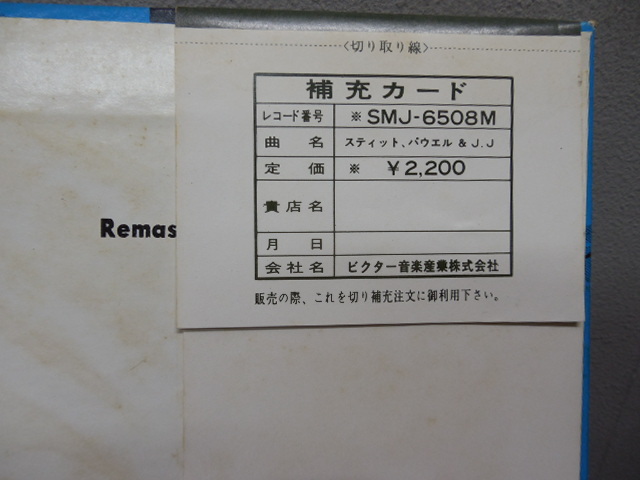 〈切り取り線〉
補充カード
レコード番号 ※ SMJ-6508M
曲名 スティット、パウエル & J.J
定価 ※ ¥2,200
貴店名
月日
会社名 ビクター音楽産業株式会社
販売の際、これを切り補充注文に御利用下さい。
Remas